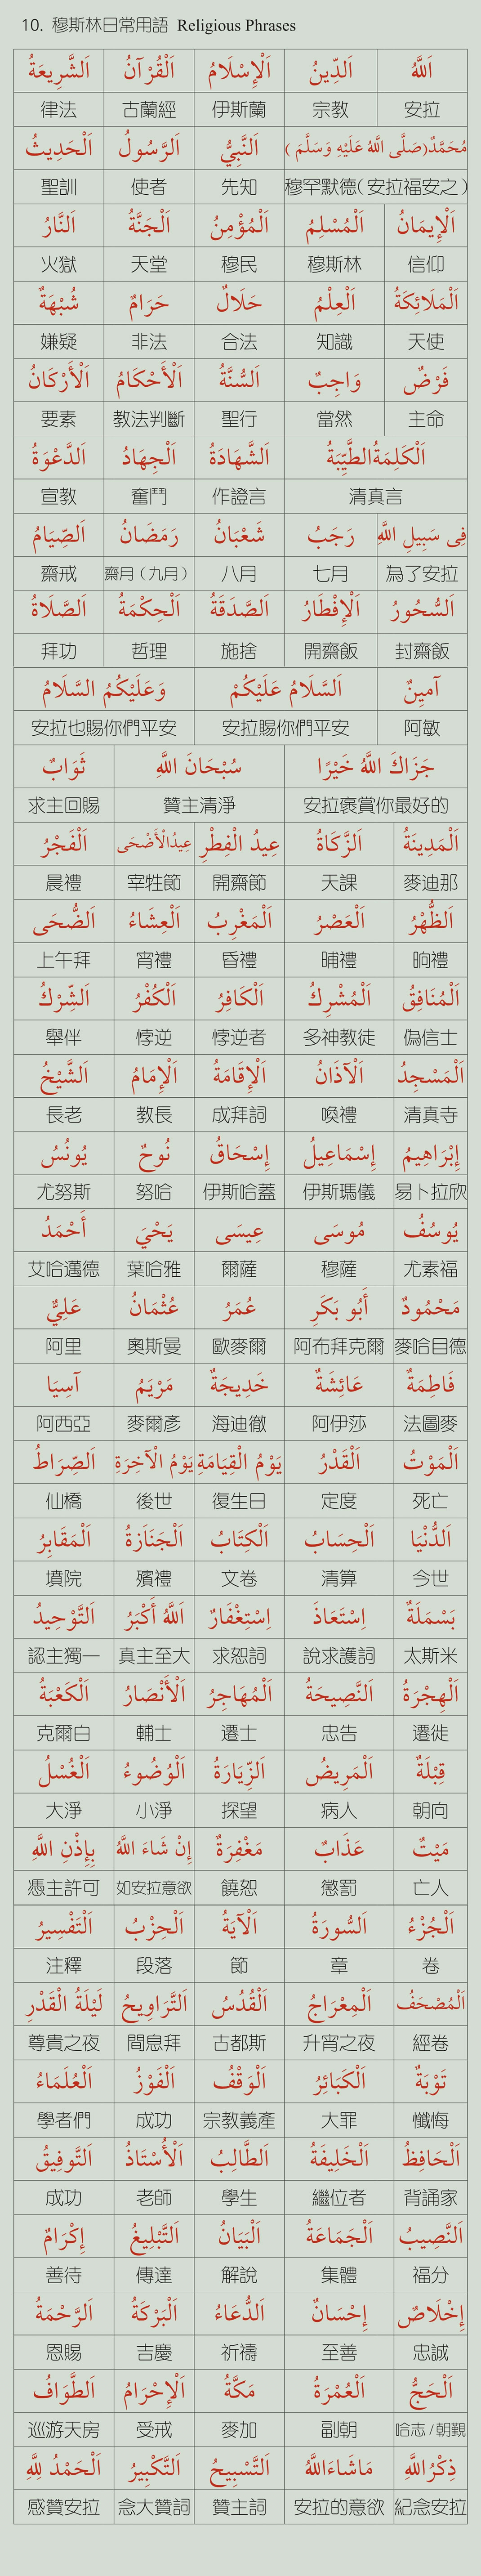 10. 穆斯林日常用語 Religious Phrases
اَللَّهُ اَلدِّينُ اَلْإِسْلَامُ اَلْقُرْآنُ اَلشَّرِيعَةُ
律法 古蘭經 伊斯蘭 宗教 安拉
مُحَمَّدٌ(صَلَّى اللَّهُ عَلَيْهِ وَسَلَّمَ) اَلنَّبِيُّ اَلرَّسُولُ اَلْحَدِيثُ
聖訓 使者 先知 穆罕默德(安拉福安之)
اَلْإِيمَانُ اَلْمُسْلِمُ اَلْمُؤْمِنُ اَلْجَنَّةُ اَلنَّارُ
火獄 天堂 穆民 穆斯林 信仰
اَلْمَلَائِكَةُ اَلْعِلْمُ حَلَالٌ حَرَامٌ شُبْهَةٌ
嫌疑 非法 合法 知識 天使
فَرْضٌ وَاجِبٌ اَلسُّنَّةُ اَلْأَحْكَامُ اَلْأَرْكَانُ
要素 教法判斷 聖行 當然 主命
اَلْكَلِمَةُالطَّيِّبَةُ اَلشَّهَادَةُ اَلْجِهَادُ اَلدَّعْوَةُ
宣教 奮鬥 作證言 清真言
فِى سَبِيلِ اللَّهِ رَجَبُ شَعْبَانُ رَمَضَانُ اَلصِّيَامُ
齋戒 齋月(九月) 八月 七月 為了安拉
اَلسُّحُورُ اَلْإِفْطَارُ اَلصَّدَقَةُ اَلْحِكْمَةُ اَلصَّلَاةُ
拜功 哲理 施捨 開齋飯 封齋飯
آمِينٌ اَلسَّلَامُ عَلَيْكُمْ وَعَلَيْكُمُ السَّلَامُ
安拉也賜你們平安 安拉賜你們平安 阿敏
جَزَاكَ اللَّهُ خَيْرًا سُبْحَانَ اللَّهِ ثَوَابٌ
求主回賜 贊主清淨 安拉褒賞你最好的
اَلْمَدِينَةُ اَلزَّكَاةُ عِيدُ الْفِطْرِ عِيدُالْأَضْحَى اَلْفَجْرُ
晨禮 宰牲節 開齋節 天課 麥迪那
اَلظُّهْرُ اَلْعَصْرُ اَلْمَغْرِبُ اَلْعِشَاءُ اَلضُّحَى
上午拜 宵禮 昏禮 晡禮 晌禮
اَلْمُنَافِقُ اَلْمُشْرِكُ اَلْكَافِرُ اَلْكُفْرُ اَلشِّرْكُ
舉伴 悖逆 悖逆者 多神教徒 偽信士
اَلْمَسْجِدُ اَلْآذَانُ اَلْإِقَامَةُ اَلْإِمَامُ اَلشَّيْخُ
長老 教長 成拜詞 喚禮 清真寺
إِبْرَاهِيمُ إِسْمَاعِيلُ إِسْحَاقُ نُوحٌ يُونُسُ
尤努斯 努哈 伊斯哈蓋 伊斯瑪儀 易卜拉欣
يُوسُفُ مُوسَى عِيسَى يَحْيَ أَحْمَدُ
艾哈邁德 葉哈雅 爾薩 穆薩 尤素福
مَحْمُودٌ أَبُو بَكَرِ عُمَرُ عُثْمَانُ عَلِيٌّ
阿里 奧斯曼 歐麥爾 阿布拜克爾 麥哈目德
فَاطِمَةُ عَائِشَةُ خَدِيجَةُ مَرْيَمُ آسِيَا
阿西亞 麥爾彥 海迪徹 阿伊莎 法圖麥
اَلْمَوْتُ اَلْقَدْرُ يَوْمُ الْقِيَامَةِ يَوْمُ الْآخِرَةِ اَلصِّرَاطُ
仙橋 後世 復生日 定度 死亡
اَلدُّنْيَا اَلْحِسَابُ اَلْكِتَابُ اَلْجَنَازَةُ اَلْمَقَابِرُ
墳院 殯禮 文卷 清算 今世
بَسْمَلَةٌ اِسْتَعَاذَ اِسْتِغْفَارٌ اَللَّهُ أَكْبَرُ اَلتَّوْحِيدُ
認主獨一 真主至大 求恕詞 說求護詞 太斯米
اَلْهِجْرَةُ اَلنَّصِيحَةُ اَلْمُهَاجِرُ اَلْأَنْصَارُ اَلْكَعْبَةُ
克爾白 輔士 遷士 忠告 遷徙
قِبْلَةٌ اَلْمَرِيضُ اَلزِّيَارَةُ اَلْوُضُوءُ اَلْغُسْلُ
大淨 小淨 探望 病人 朝向
مَيْتٌ عَذَابٌ مَغْفِرَةٌ إِنْ شَاءَ اللَّهُ بِإِذْنِ اللَّهِ
憑主許可 如安拉意欲 饒恕 懲罰 亡人
اَلْجُزْءُ اَلسُّورَةُ اَلْآيَةُ اَلْحِزْبُ اَلتَّفْسِيرُ
注釋 段落 節 章 卷
اَلْمُصْحَفُ اَلْمِعْرَاجُ اَلْقُدُسُ اَلتَّرَاوِيحُ لَيْلَةُ الْقَدْرِ
尊貴之夜 間息拜 古都斯 升宵之夜 經卷
تَوْبَةٌ اَلْكَبَائِرُ اَلْوَقْفُ اَلْفَوْزُ اَلْعُلَمَاءُ
學者們 成功 宗教義產 大罪 懺悔
اَلْحَافِظُ اَلْخَلِيفَةُ اَلطَّالِبُ اَلْأُسْتَاذُ اَلتَّوفِيقُ
成功 老師 學生 繼位者 背誦家
اَلنَّصِيبُ اَلْجَمَاعَةُ اَلْبَيَانُ اَلتَّبْلِيغُ إِكْرَامٌ
善待 傳達 解說 集體 福分
إِخْلَاصٌ إِحْسَانٌ اَلدُّعَاءُ اَلْبَرْكَةُ اَلرَّحْمَةُ
恩賜 吉慶 祈禱 至善 忠誠
اَلْحَجُّ اَلْعُمْرَةُ مَكَّةُ اَلْإِحْرَامُ اَلطَّوَافُ
巡游天房 受戒 麥加 副朝 哈志/朝覲
ذِكْرُاللَّهِ مَاشَاءَاللَّهُ اَلتَّسْبِيحُ اَلتَّكْبِيرُ اَلْحَمْدُ لِلَّهِ
感贊安拉 念大贊詞 贊主詞 安拉的意欲 紀念安拉